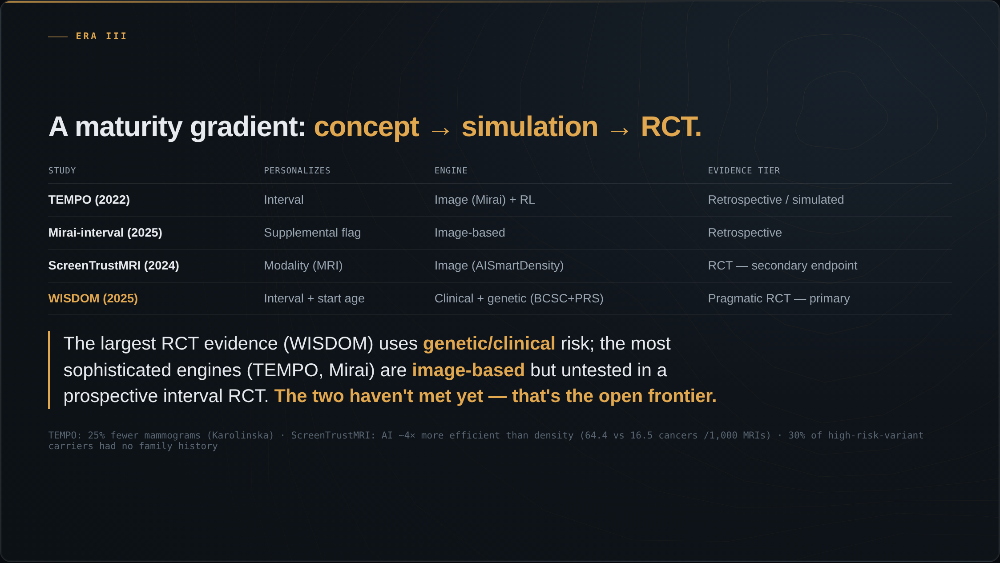 ERA III
A maturity gradient: concept → simulation → RCT.
STUDY PERSONALIZES ENGINE EVIDENCE TIER
TEMPO (2022) Interval Image (Mirai) + RL Retrospective / simulated
Mirai-interval (2025) Supplemental flag Image-based Retrospective
ScreenTrustMRI (2024) Modality (MRI) Image (AISmartDensity) RCT — secondary endpoint
WISDOM (2025) Interval + start age Clinical + genetic (BCSC+PRS) Pragmatic RCT — primary
The largest RCT evidence (WISDOM) uses genetic/clinical risk; the most
sophisticated engines (TEMPO, Mirai) are image-based but untested in a
prospective interval RCT. The two haven't met yet — that's the open frontier.
TEMPO: 25% fewer mammograms (Karolinska) · ScreenTrustMRI: AI ~4× more efficient than density (64.4 vs 16.5 cancers /1,000 MRIs) · 30% of high-risk-variant
carriers had no family history